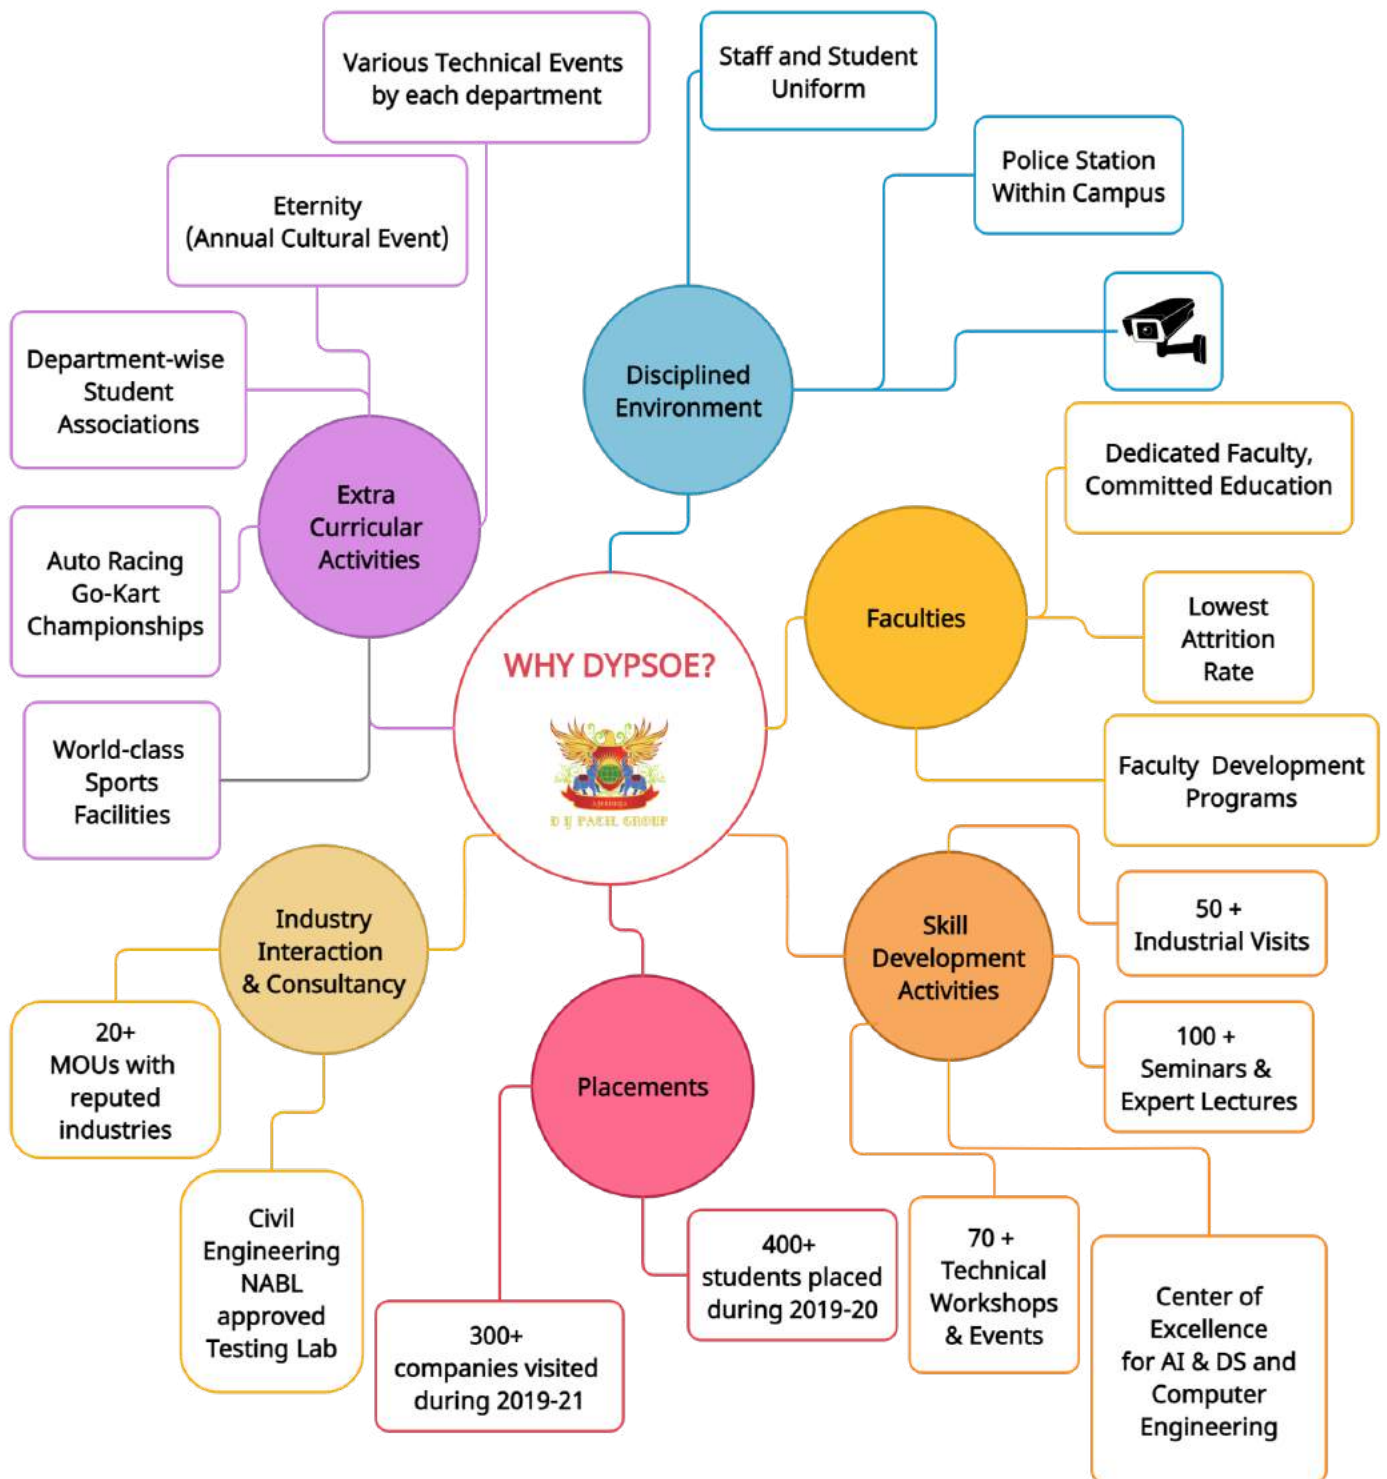 Various Technical Events
by each department
Staff and Student
Uniform
Police Station
Within Campus
Eternity
(Annual Cultural Event)
Department-wise
Student
Associations
Disciplined
Environment
Dedicated Faculty,
Committed Education
Extra
Curricular
Activities
Auto Racing
Go-Kart
Championships
Faculties
Lowest
Attrition
Rate
WHY DYPSOE?
D Y PATIL GROUP
World-class
Sports
Facilities
Faculty Development
Programs
Industry
Interaction
& Consultancy
Skill
Development
Activities
50 +
Industrial Visits
20+
MOUs with
reputed
industries
100 +
Seminars &
Expert Lectures
Placements
Civil
Engineering
NABL
approved
Testing Lab
300+
companies visited
during 2019-21
400+
students placed
during 2019-20
70 +
Technical
Workshops
& Events
Center of
Excellence
for AI & DS and
Computer
Engineering